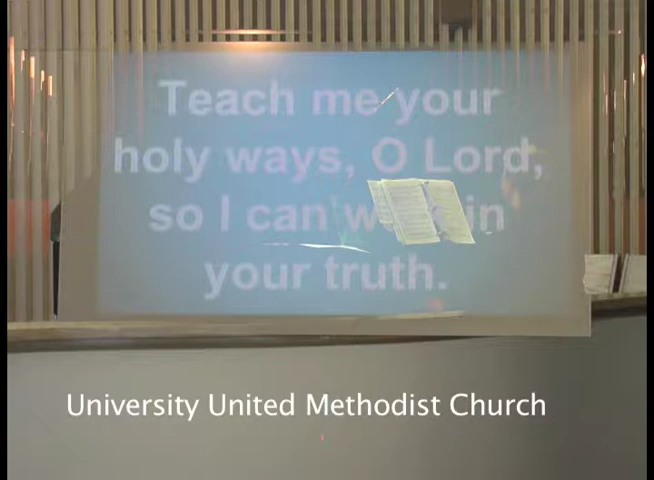 Teach me your
holy ways, O Lord,
so I can in
your truth.
University United Methodist Church